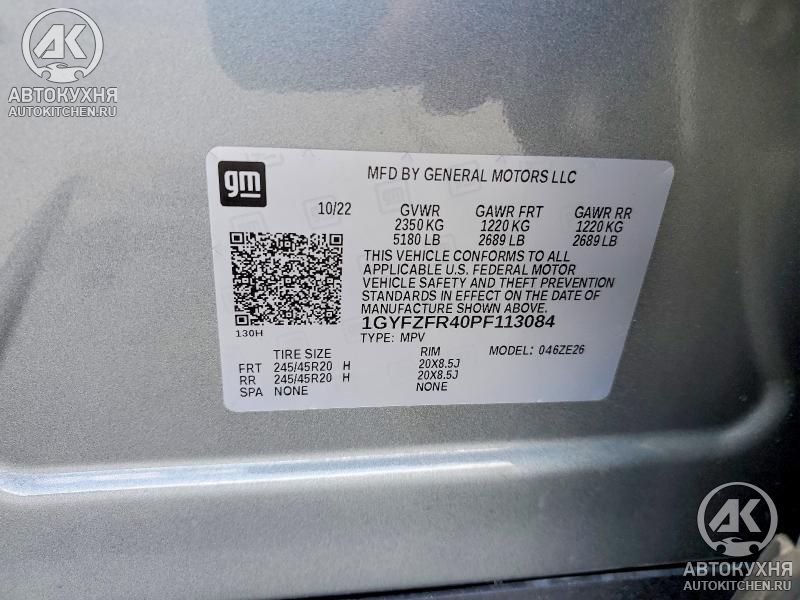 АК
АВТОКУХНЯ
AUTOKITCHEN.RU
gm
MFD BY GENERAL MOTORS LLC
10/22 GVWR GAWR FRT GAWR RR
2350 KG 1220 KG 1220 KG
5180 LB 2689 LB 2689 LB
THIS VEHICLE CONFORMS TO ALL
APPLICABLE U.S. FEDERAL MOTOR
VEHICLE SAFETY AND THEFT PREVENTION
STANDARDS IN EFFECT ON THE DATE OF
MANUFACTURE SHOWN ABOVE.
130H
1GYFZFR40PF113084
TYPE: MPV
TIRE SIZE RIM MODEL: 046ZE26
FRT 245/45R20 H 20X8.5J
RR 245/45R20 H 20X8.5J
SPA NONE NONE
АК
АВТОКУХНЯ
AUTOKITCHEN.RU